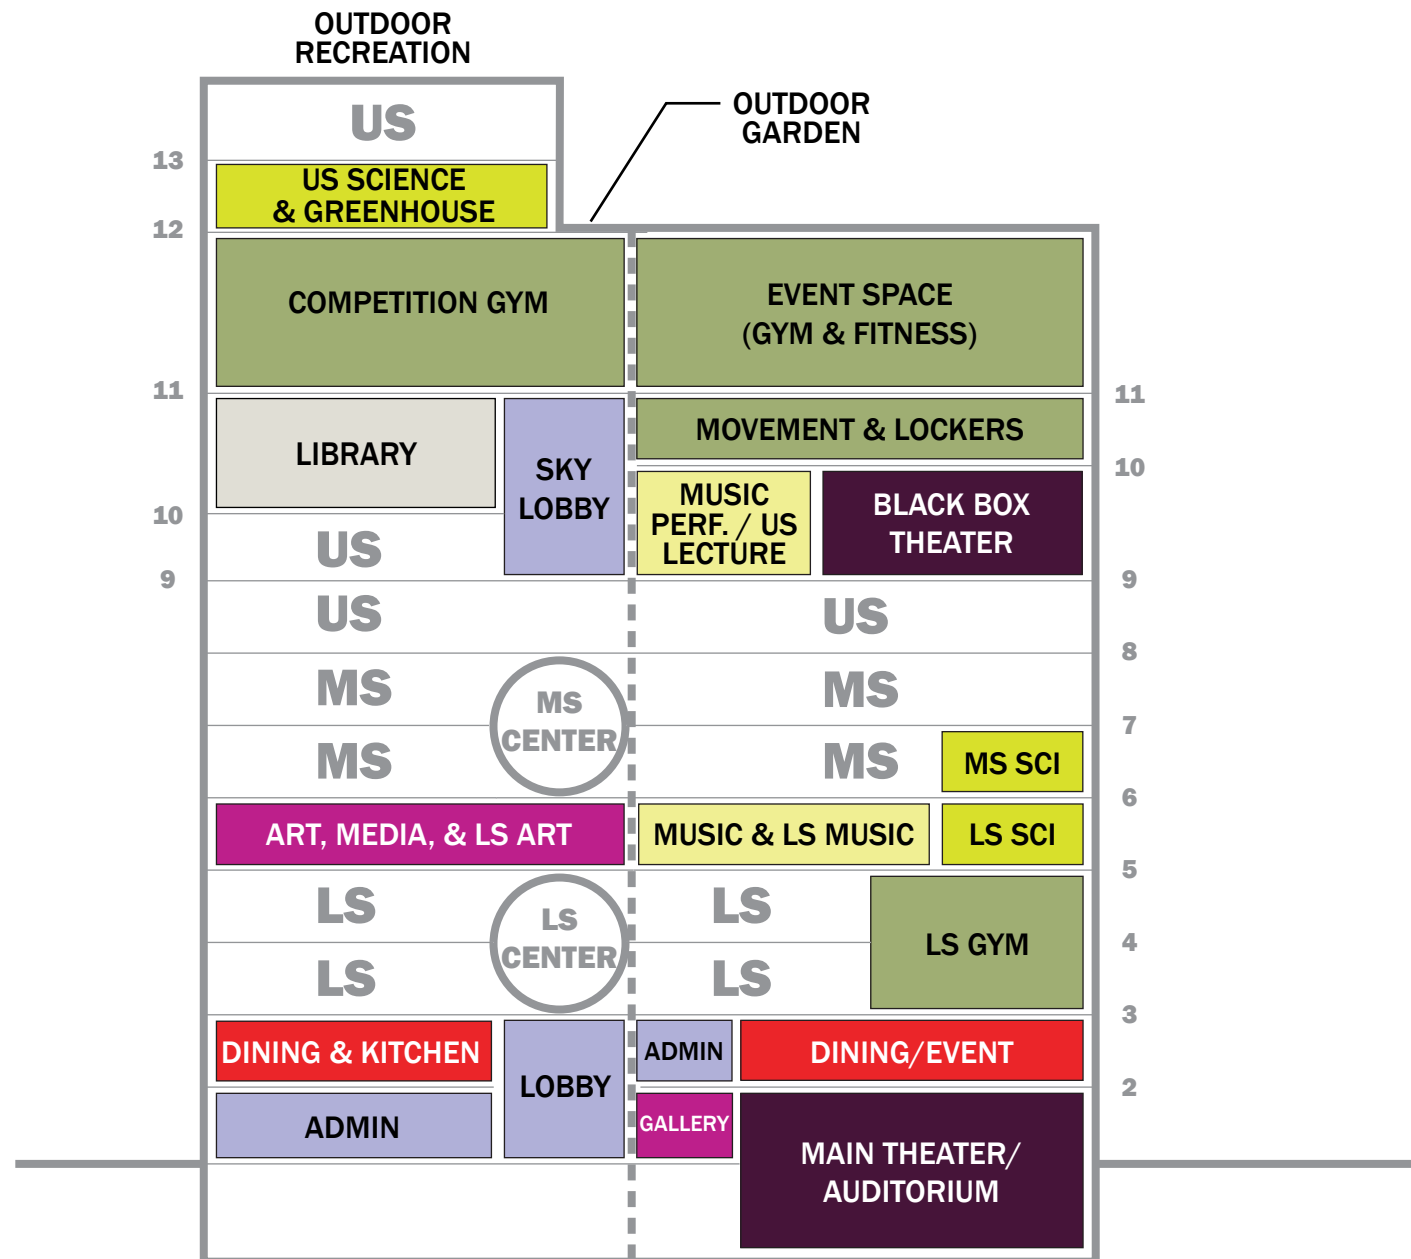 OUTDOOR
RECREATION
US
OUTDOOR
GARDEN
13
US SCIENCE
& GREENHOUSE
12
COMPETITION GYM
EVENT SPACE
(GYM & FITNESS)
11
11
LIBRARY
SKY
LOBBY
MOVEMENT & LOCKERS
10
10
MUSIC
PERF. / US
LECTURE
BLACK BOX
THEATER
US
9
9
US
US
8
MS
MS
CENTER
MS
7
MS
MS
MS SCI
6
ART, MEDIA, & LS ART
MUSIC & LS MUSIC
LS SCI
5
LS
LS
CENTER
LS
LS GYM
4
LS
LS
3
DINING & KITCHEN
LOBBY
ADMIN
DINING/EVENT
2
ADMIN
GALLERY
MAIN THEATER/
AUDITORIUM